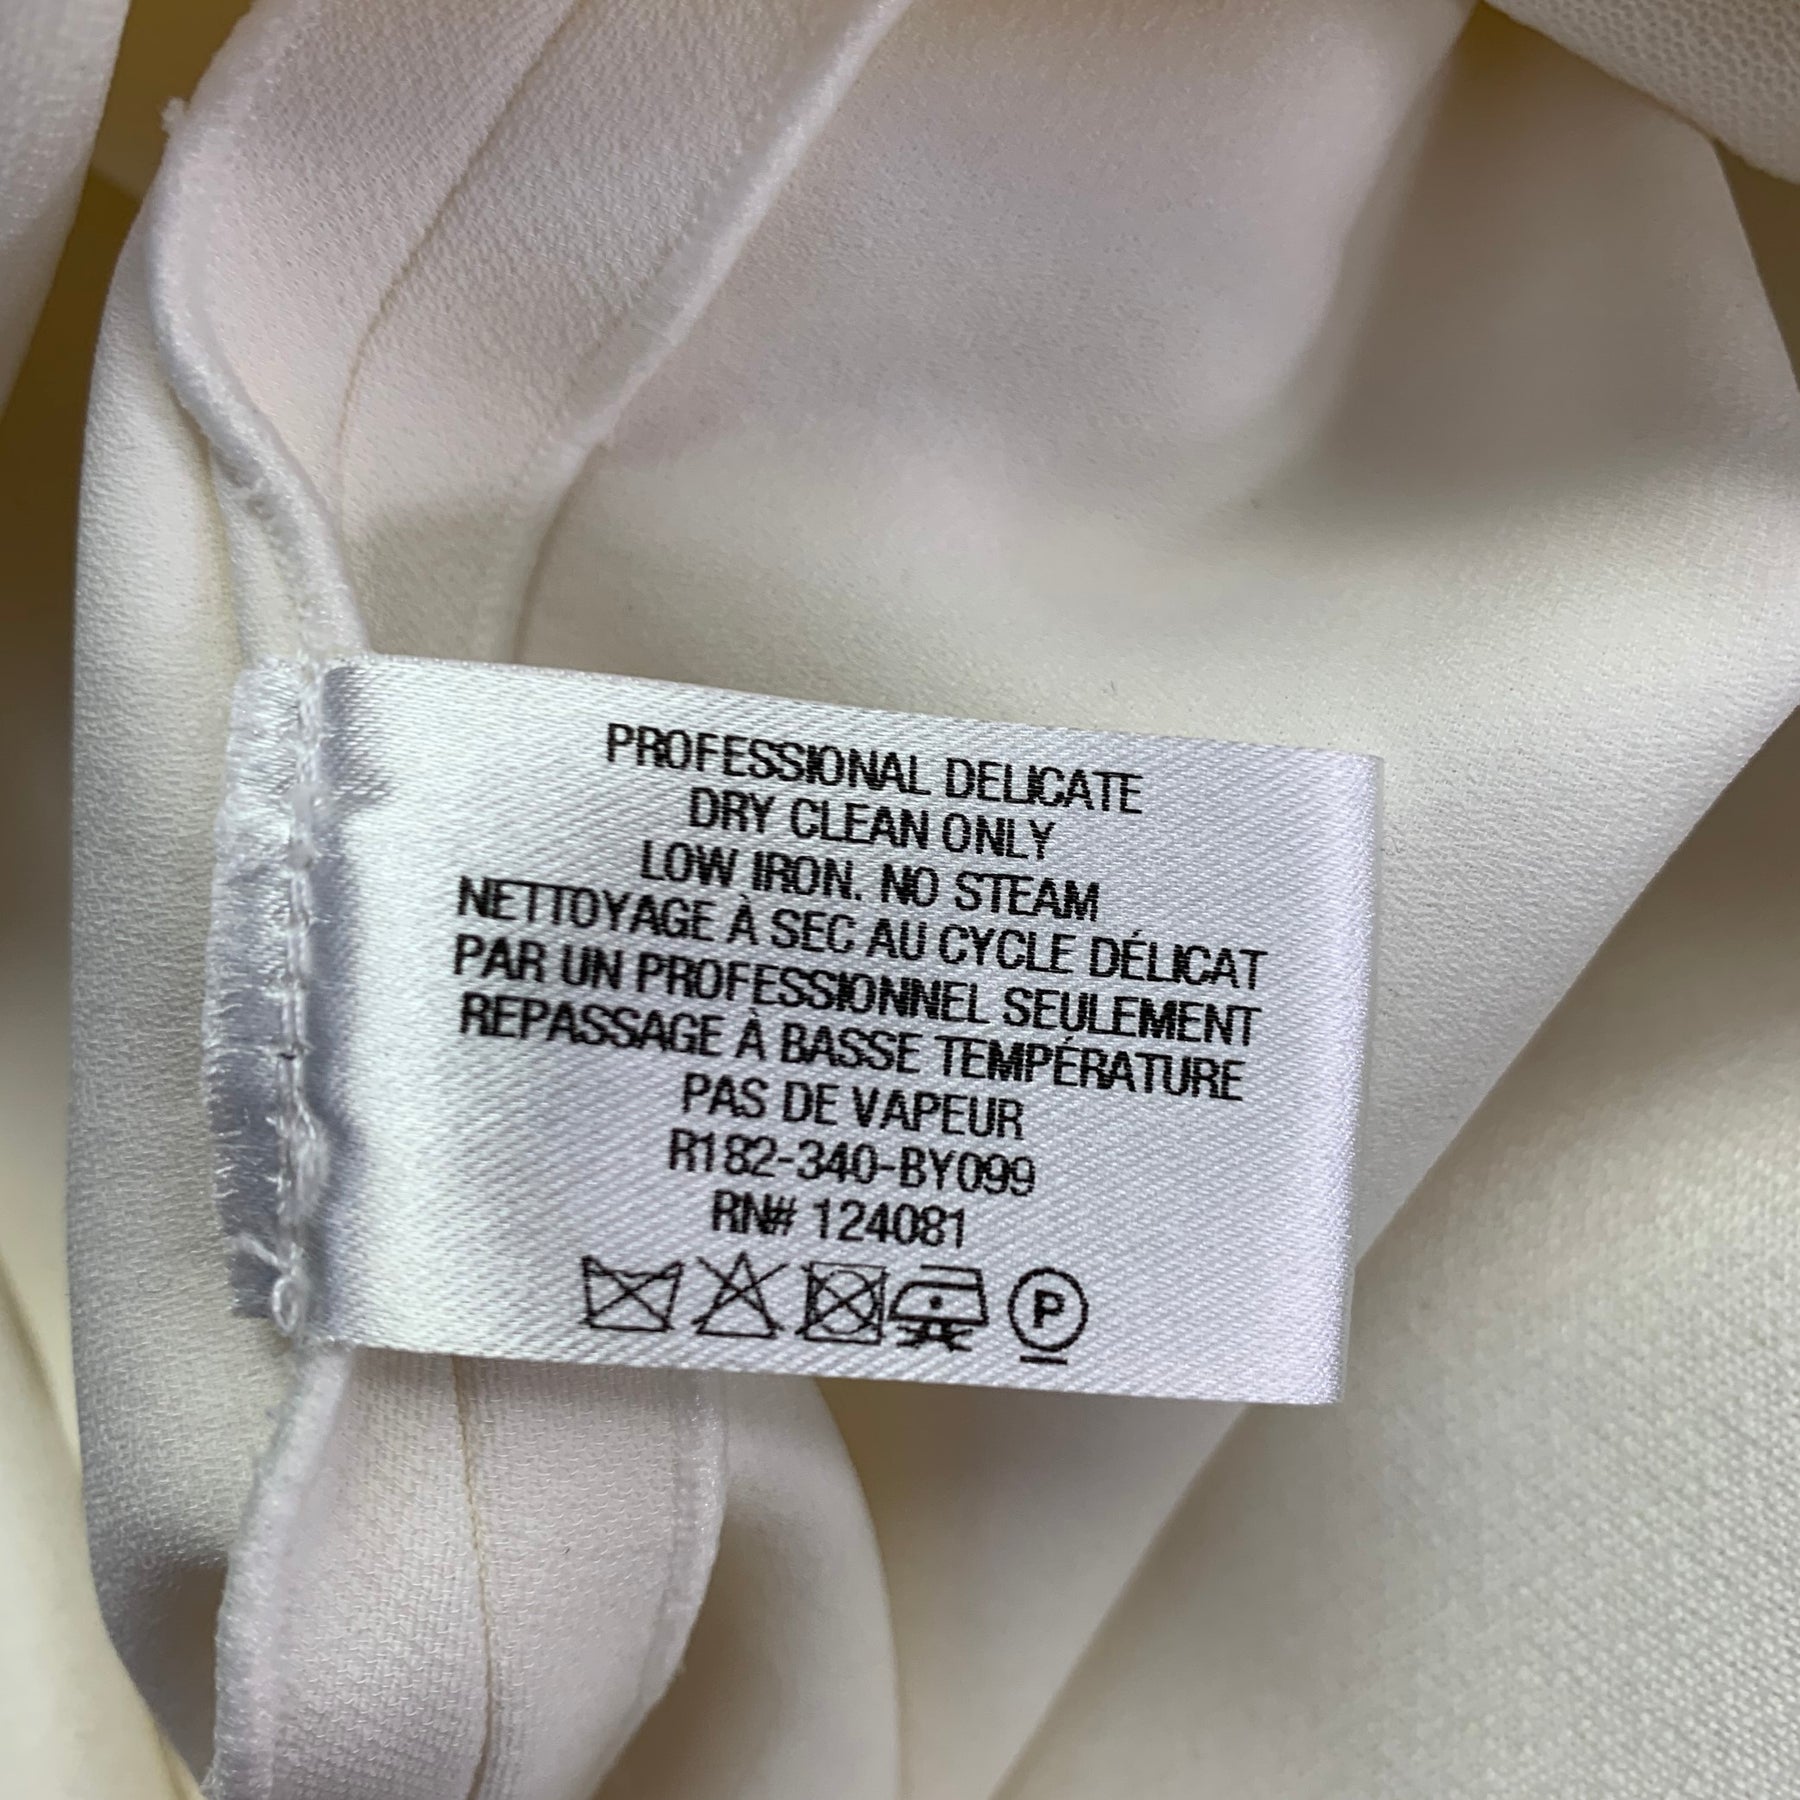 PROFESSIONAL DELICATE
DRY CLEAN ONLY
LOW IRON. NO STEAM
NETTOYAGE À SEC AU CYCLE DÉLICAT
PAR UN PROFESSIONNEL SEULEMENT
REPASSAGE À BASSE TEMPÉRATURE
PAS DE VAPEUR
R182-340-BY099
RN# 124081
P